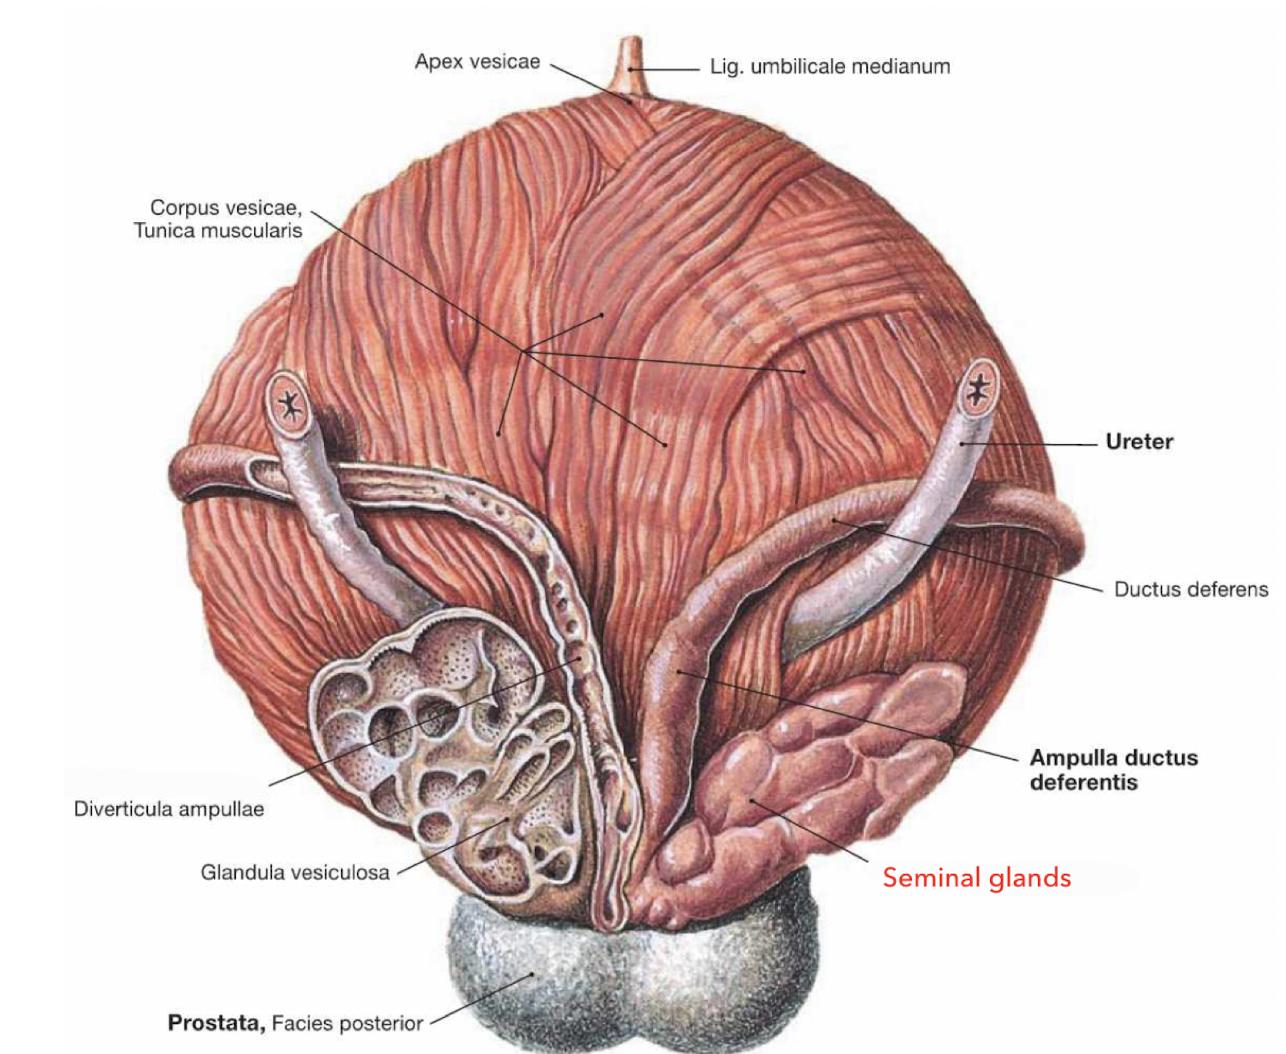 Apex vesicae
Lig. umbilicale medianum
Corpus vesicae,
Tunica muscularis
Ureter
Ductus deferens
Ampulla ductus
deferentis
Diverticula ampullae
Glandula vesiculosa
Seminal glands
Prostata, Facies posterior